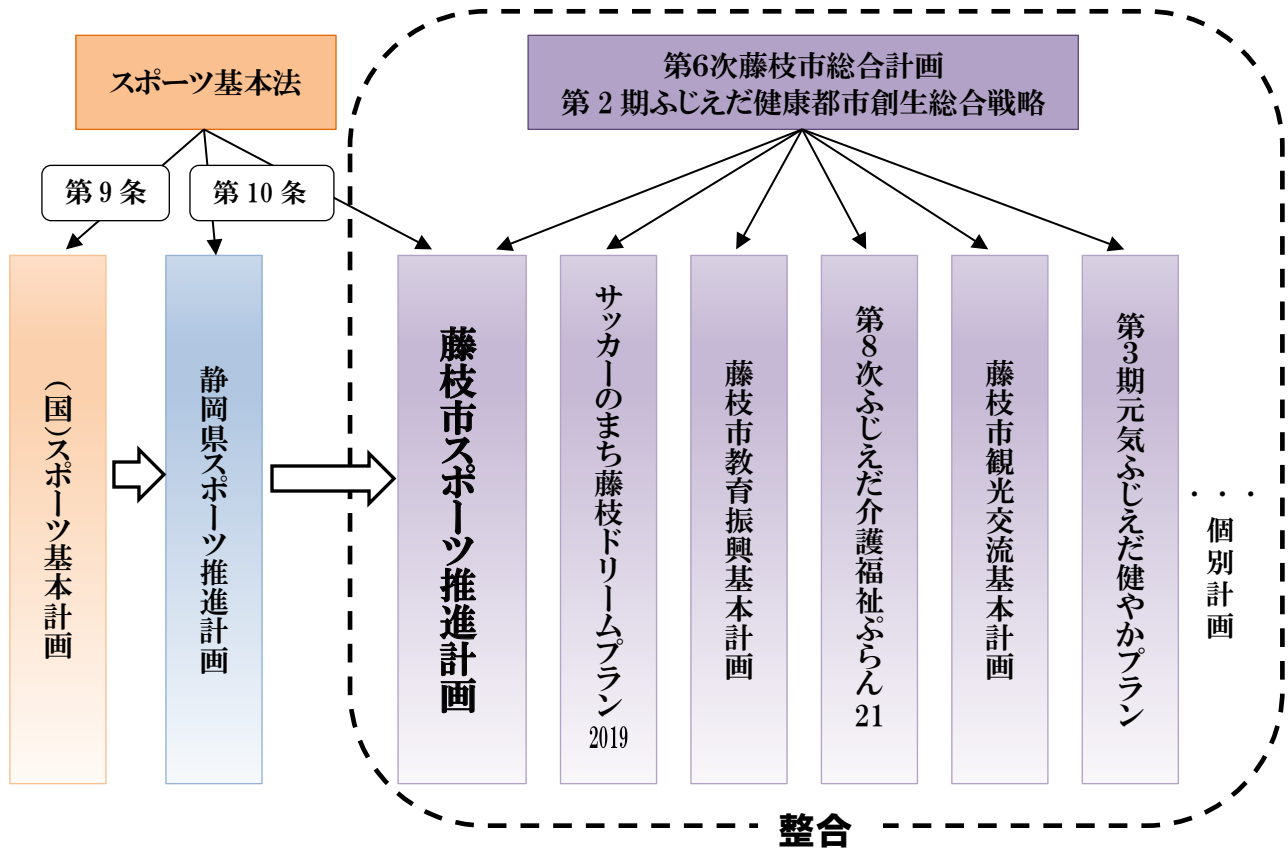 スポーツ基本法
第6次藤枝市総合計画
第2期ふじえだ健康都市創生総合戦略
第9条
第10条
(国)スポーツ基本計画
静岡県スポーツ推進計画
藤枝市スポーツ推進計画
サッカーのまち藤枝ドリームプラン2019
藤枝市教育振興基本計画
第8次ふじえだ介護福祉ぷらん21
藤枝市観光交流基本計画
第3期元気ふじえだ健やかプラン
・・・
個別計画
整合